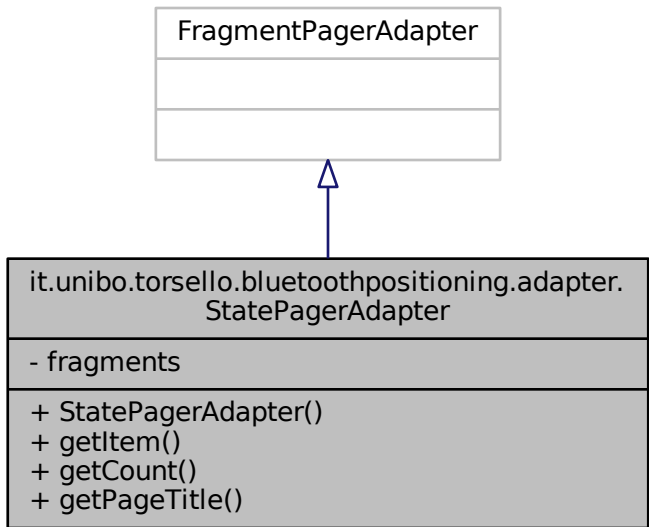 FragmentPagerAdapter
it.unibo.torsello.bluetoothpositioning.adapter.
StatePagerAdapter
- fragments
+ StatePagerAdapter()
+ getItem()
+ getCount()
+ getPageTitle()